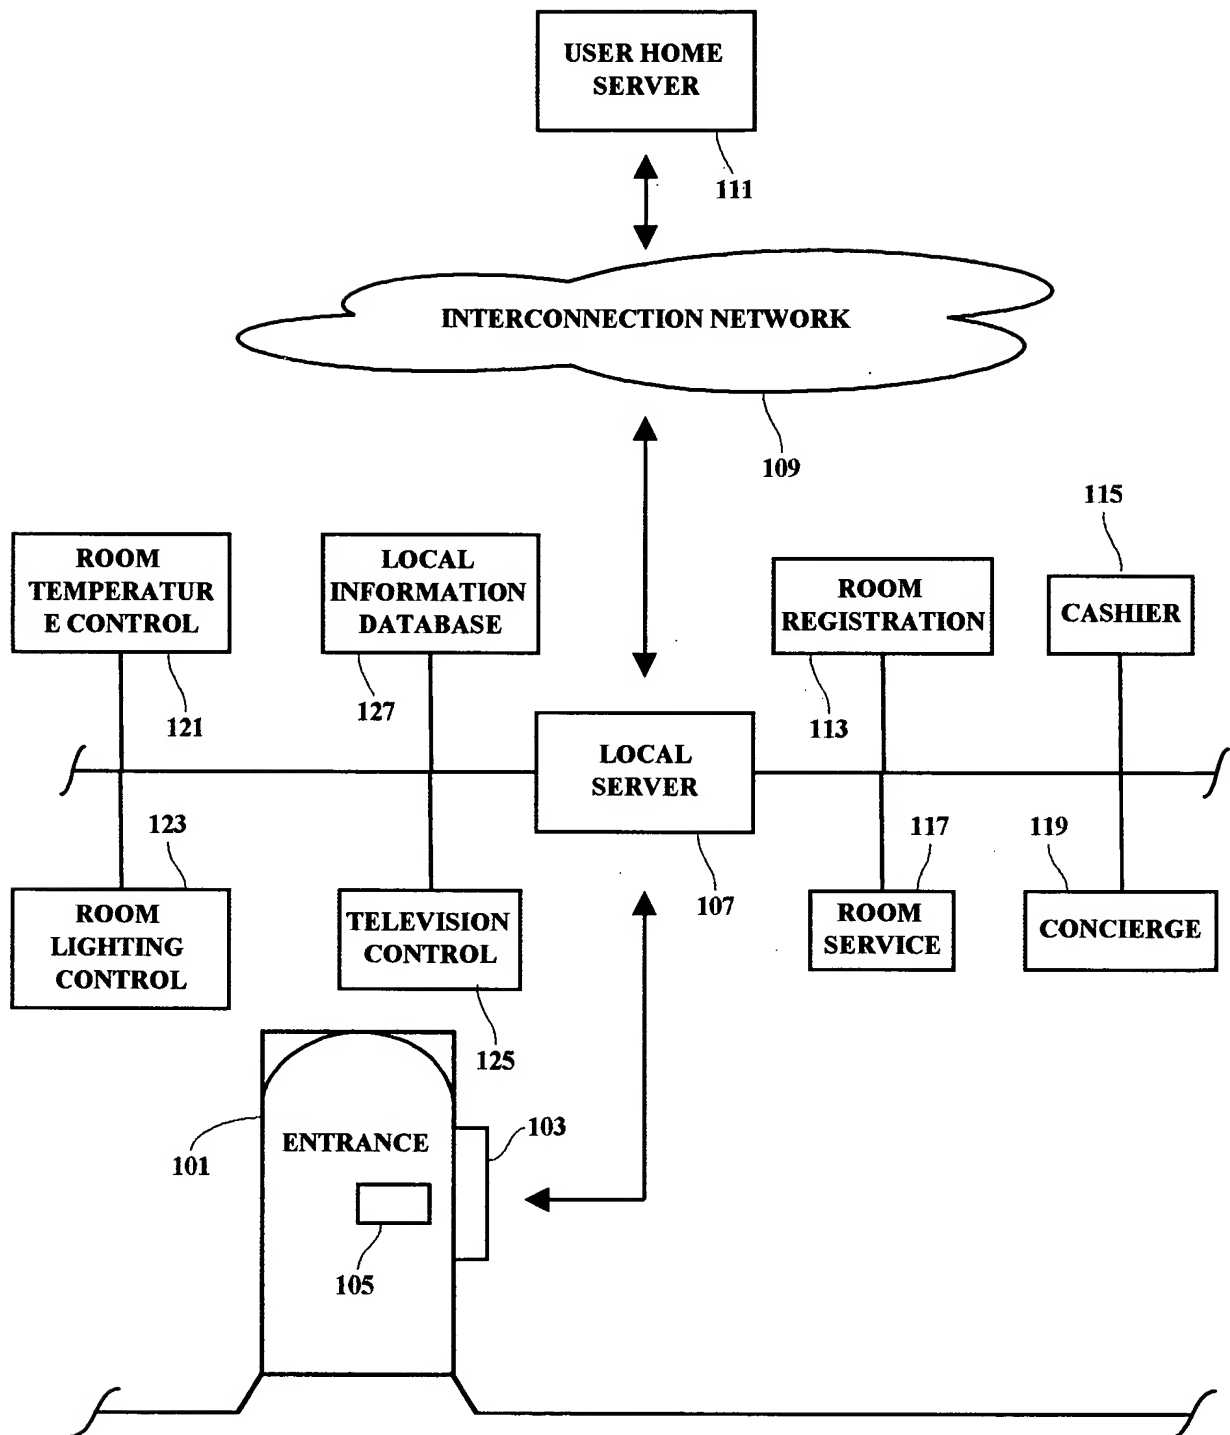 USER HOME
SERVER
111
INTERCONNECTION NETWORK
109
115
ROOM
TEMPERATUR
E CONTROL
LOCAL
INFORMATION
DATABASE
ROOM
REGISTRATION
CASHIER
121
127
113
LOCAL
SERVER
123
117
119
107
ROOM
LIGHTING
CONTROL
TELEVISION
CONTROL
ROOM
SERVICE
CONCIERGE
125
103
101
ENTRANCE
105